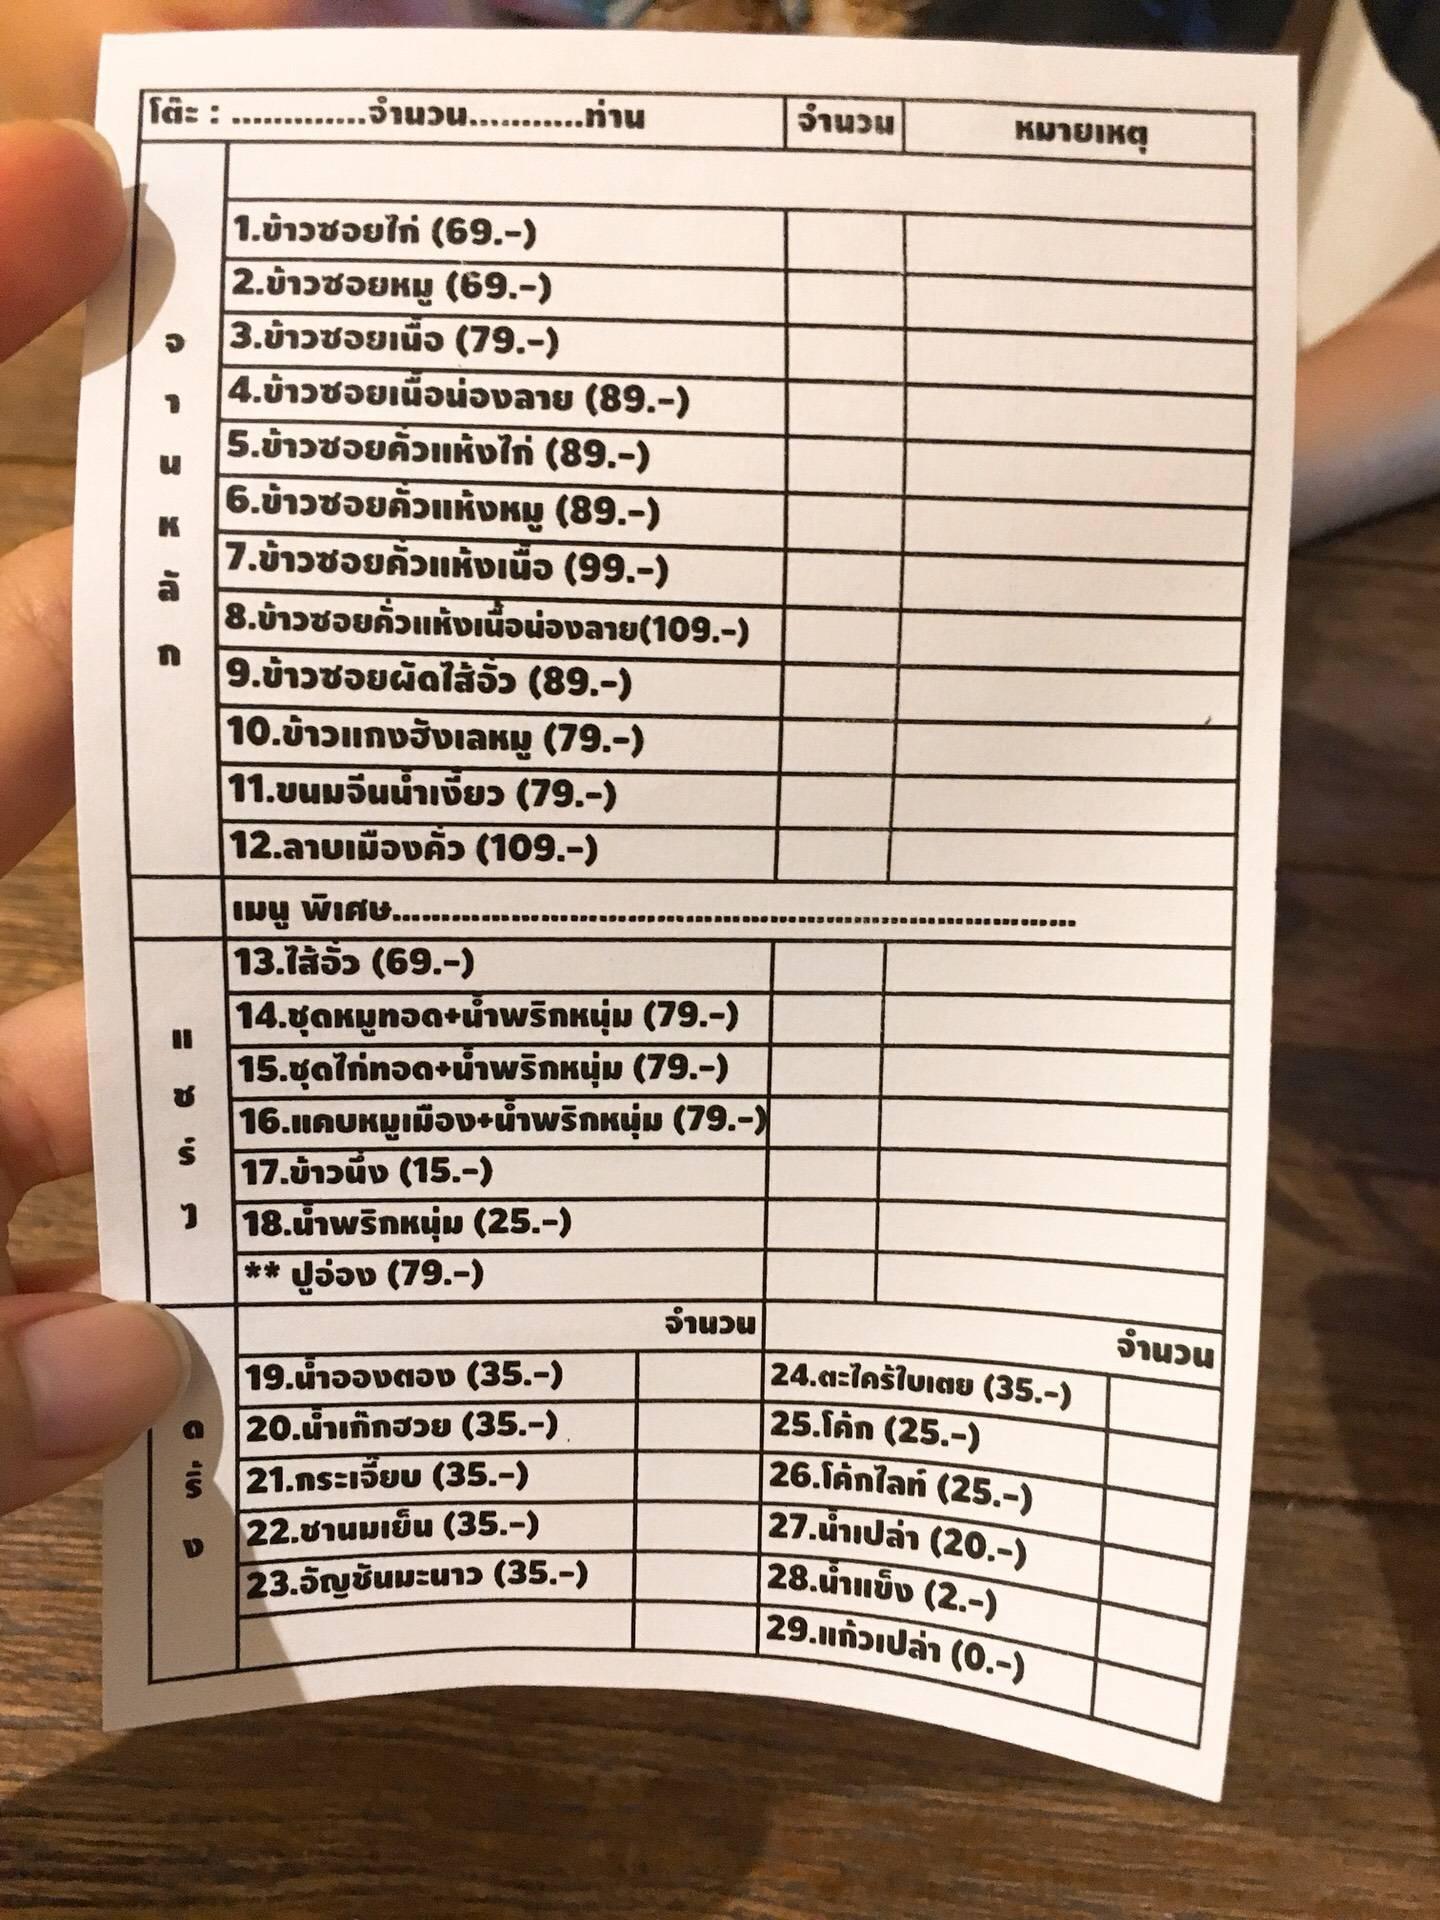 โต๊ะ : .............จำนวน...........ท่าน จำนวน หมายเหตุ
จานหลัก
1.ข้าวซอยไก่ (69.-)
2.ข้าวซอยหมู (69.-)
3.ข้าวซอยเนื้อ (79.-)
4.ข้าวซอยเนื้อน่องลาย (89.-)
5.ข้าวซอยคั่วแห้งไก่ (89.-)
6.ข้าวซอยคั่วแห้งหมู (89.-)
7.ข้าวซอยคั่วแห้งเนื้อ (99.-)
8.ข้าวซอยคั่วแห้งเนื้อน่องลาย(109.-)
9.ข้าวซอยผัดไส้อั่ว (89.-)
10.ข้าวแกงฮังเลหมู (79.-)
11.ขนมจีนน้ำเงี้ยว (79.-)
12.ลาบเมืองคั่ว (109.-)
เมนู พิเศษ......................................................................
แชร์ๆ
13.ไส้อั่ว (69.-)
14.ชุดหมูทอด+น้ำพริกหนุ่ม (79.-)
15.ชุดไก่ทอด+น้ำพริกหนุ่ม (79.-)
16.แคบหมูเมือง+น้ำพริกหนุ่ม (79.-)
17.ข้าวนึ่ง (15.-)
18.น้ำพริกหนุ่ม (25.-)
** ปูอ่อง (79.-)
ดริ้ง
จำนวน
19.น้ำอองตอง (35.-)
20.น้ำเก๊กฮวย (35.-)
21.กระเจี๊ยบ (35.-)
22.ชานมเย็น (35.-)
23.อัญชันมะนาว (35.-)
จำนวน
24.ตะไคร้ใบเตย (35.-)
25.โค้ก (25.-)
26.โค้กไลท์ (25.-)
27.น้ำเปล่า (20.-)
28.น้ำแข็ง (2.-)
29.แก้วเปล่า (0.-)